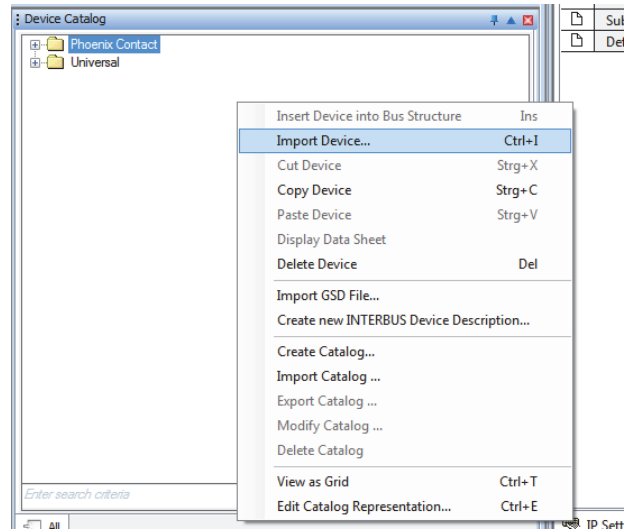 Device Catalog
Phoenix Contact
Universal
Insert Device into Bus Structure Ins
Import Device... Ctrl+I
Cut Device Strg+X
Copy Device Strg+C
Paste Device Strg+V
Display Data Sheet
Delete Device Del
Import GSD File...
Create new INTERBUS Device Description...
Create Catalog...
Import Catalog ...
Export Catalog ...
Modify Catalog ...
Delete Catalog
View as Grid Ctrl+T
Edit Catalog Representation... Ctrl+E
Enter search criteria
All
Sub
IP Sett